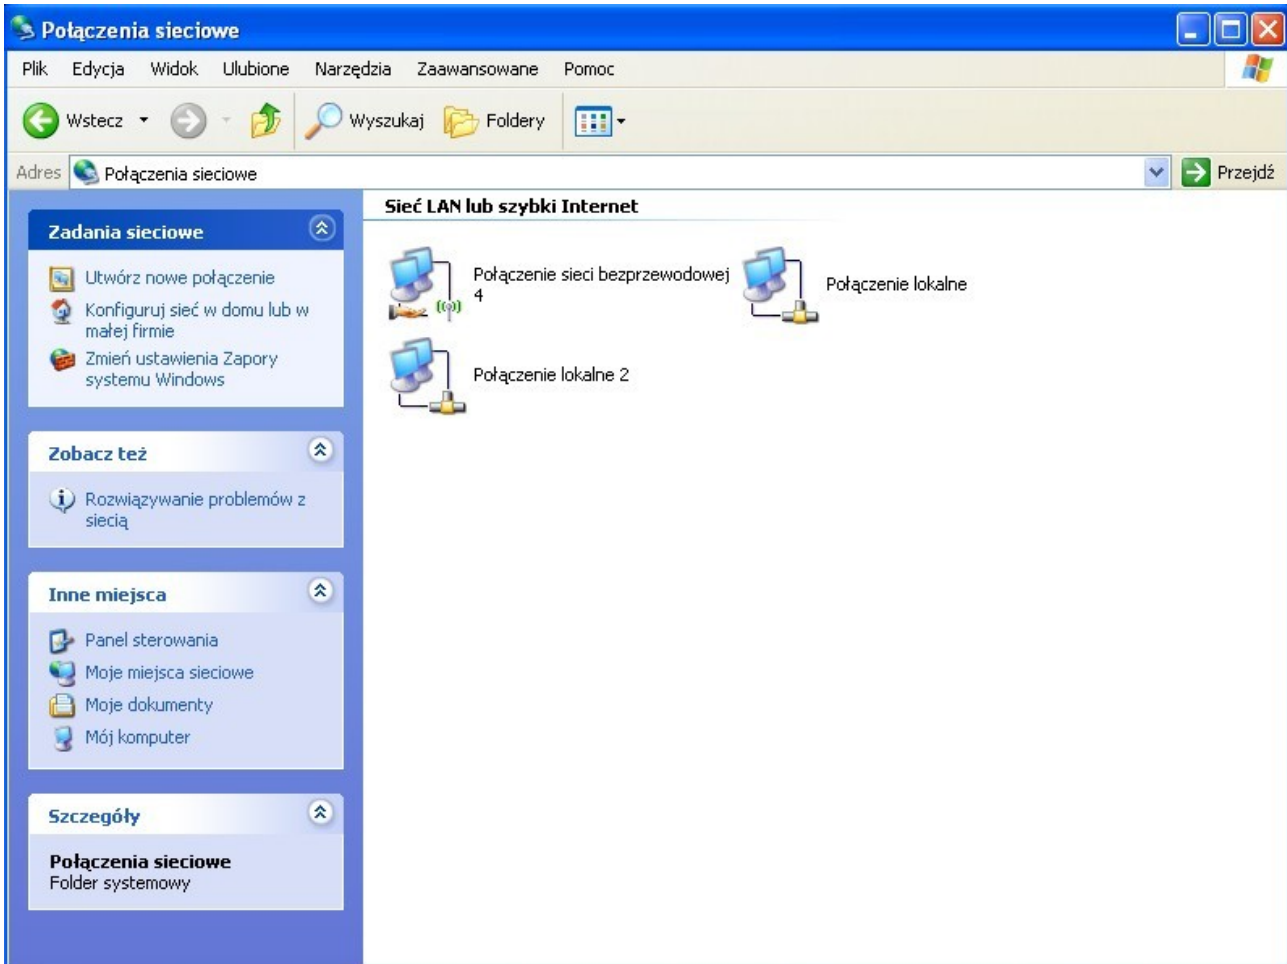 Połączenia sieciowe
Plik Edycja Widok Ulubione Narzędzia Zaawansowane Pomoc
Wstecz Wyszukaj Foldery
Adres Połączenia sieciowe Przejdź
Zadania sieciowe
Utwórz nowe połączenie
Konfiguruj sieć w domu lub w
małej firmie
Zmień ustawienia Zapory
systemu Windows
Zobacz też
Rozwiązywanie problemów z
siecią
Inne miejsca
Panel sterowania
Moje miejsca sieciowe
Moje dokumenty
Mój komputer
Szczegóły
Połączenia sieciowe
Folder systemowy
Sieć LAN lub szybki Internet
Połączenie sieci bezprzewodowej
4
Połączenie lokalne
Połączenie lokalne 2